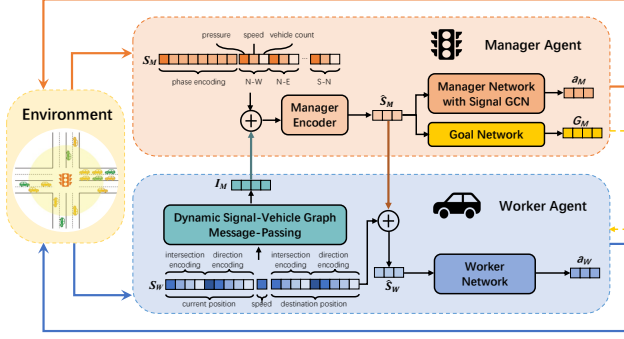 Environment
Manager Agent
pressure
speed
vehicle count
S_M
phase encoding
N-W
N-E
...
S-N
Manager
Encoder
Ŝ_M
Manager Network
with Signal GCN
a_M
Goal Network
G_M
Worker Agent
I_M
Dynamic Signal-Vehicle Graph
Message-Passing
intersection
encoding
direction
encoding
intersection
encoding
direction
encoding
S_W
current position
speed
destination position
Ŝ_W
Worker
Network
a_W